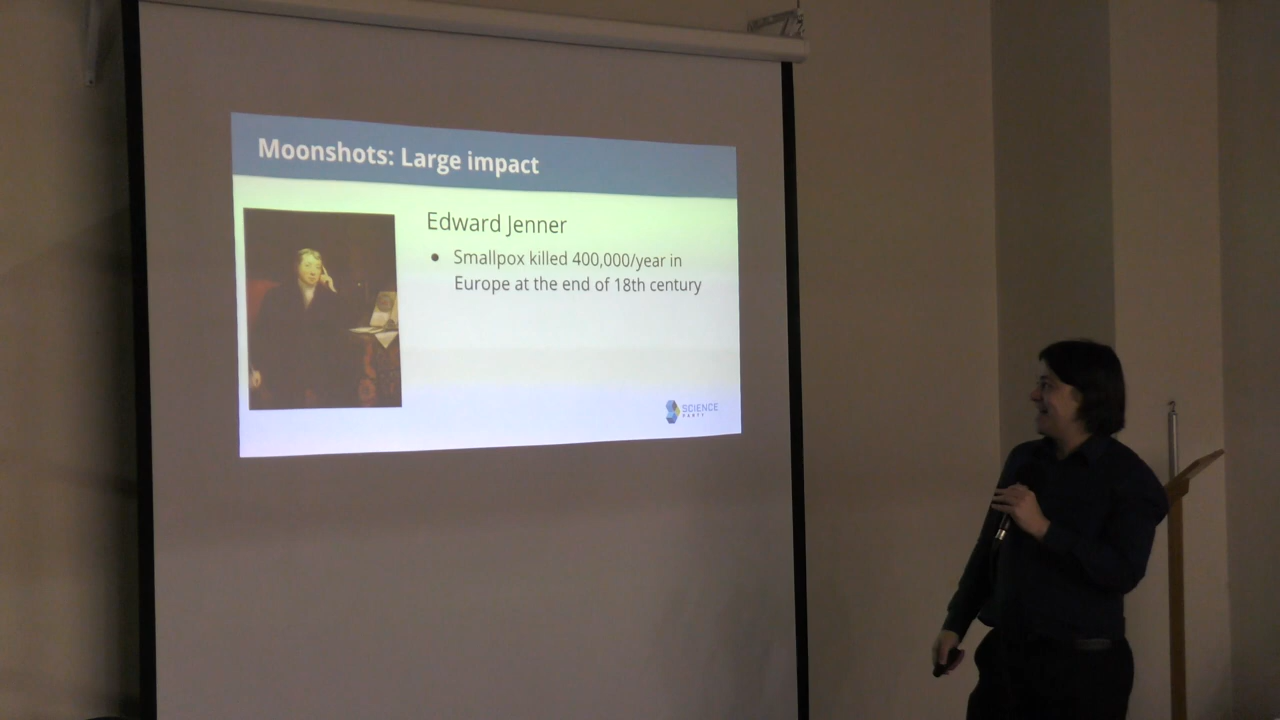 Moonshots: Large impact
Edward Jenner
• Smallpox killed 400,000/year in
Europe at the end of 18th century
SCIENCE
PARTY